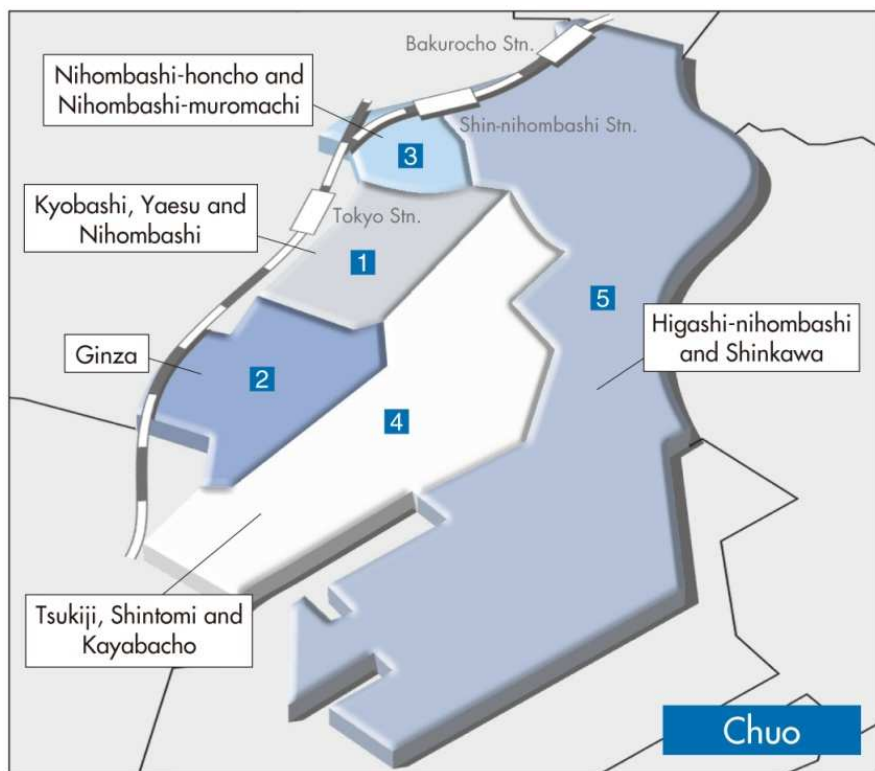 Bakurocho Stn.
Nihombashi-honcho and
Nihombashi-muromachi
Shin-nihombashi Stn.
3
Kyobashi, Yaesu and
Nihombashi
Tokyo Stn.
1
5
Higashi-nihombashi
and Shinkawa
Ginza
2
4
Tsukiji, Shintomi and
Kayabacho
Chuo